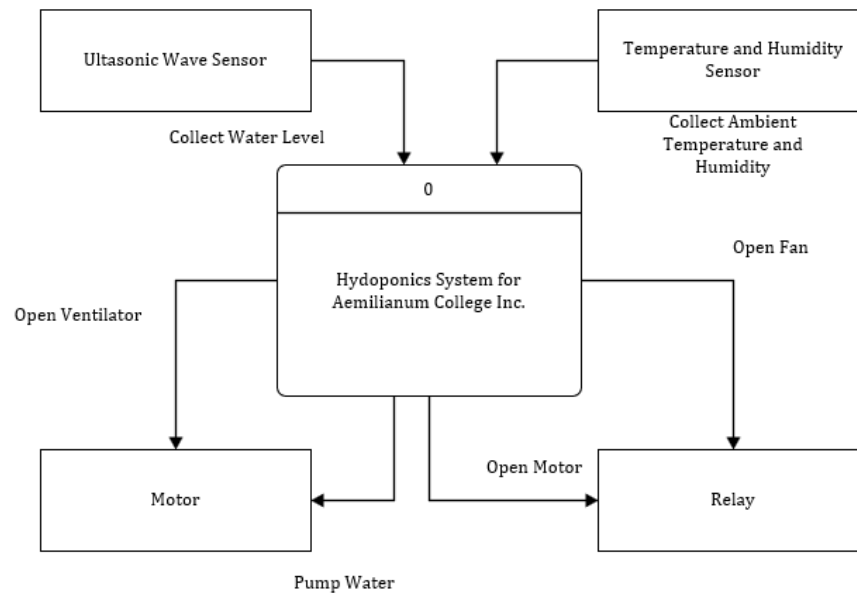 Ultasonic Wave Sensor
Temperature and Humidity
Sensor
Collect Water Level
Collect Ambient
Temperature and
Humidity
0
Hydoponics System for
Aemilianum College Inc.
Open Fan
Open Ventilator
Open Motor
Motor
Relay
Pump Water